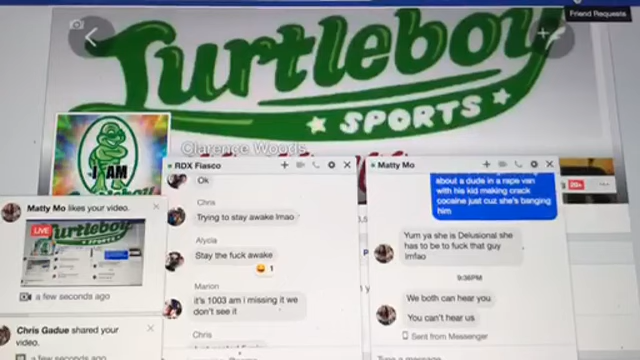 Friend Requests
Turtleboy
SPORTS
Clarence Woods
I AM
RDX Fiasco
Ok
Chris
Trying to stay awake lmao
Alycia
Stay the fuck awake
1
Marion
it's 1003 am i missing it we
don't see it
Chris
Matty Mo
about a dude in a rape van
with his kid making crack
cocaine just cuz she's banging
him
Yum ya she is Delusional she
has to be to fuck that guy
lmfao
9:36PM
We both can hear you
You can't hear us
Sent from Messenger
Type a message
20+
Matty Mo likes your video.
LIVE
a few seconds ago
Chris Gadue shared your
video.
a few seconds ago